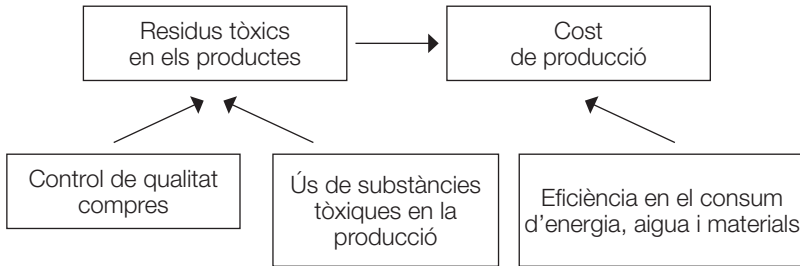 Residus tòxics
en els productes
Cost
de producció
Control de qualitat
compres
Ús de substàncies
tòxiques en la
producció
Eficiència en el consum
d’energia, aigua i materials